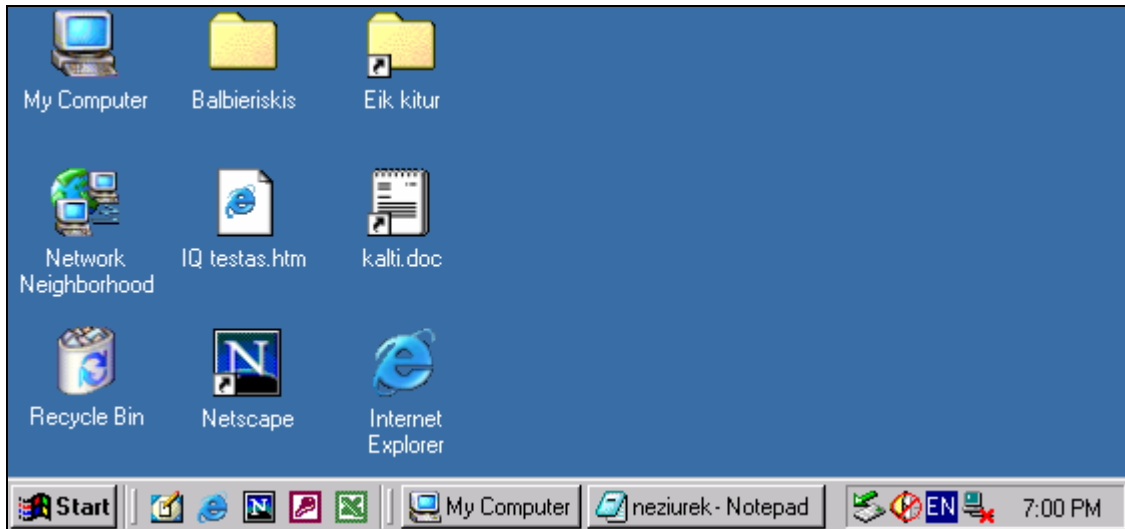 My Computer
Balbieriskis
Eik kitur
Network
Neighborhood
IQ testas.htm
kalti.doc
Recycle Bin
Netscape
Internet
Explorer
Start
My Computer
neziurek - Notepad
EN
7:00 PM